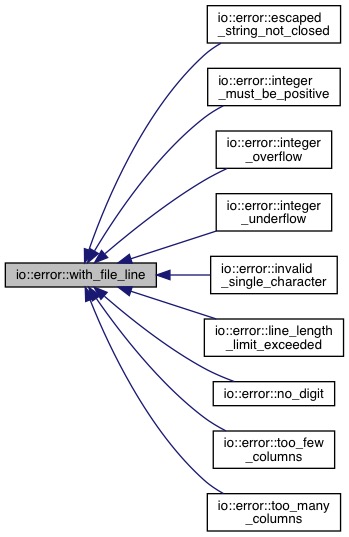 io::error::escaped
_string_not_closed
io::error::integer
_must_be_positive
io::error::integer
_overflow
io::error::integer
_underflow
io::error::with_file_line
io::error::invalid
_single_character
io::error::line_length
_limit_exceeded
io::error::no_digit
io::error::too_few
_columns
io::error::too_many
_columns